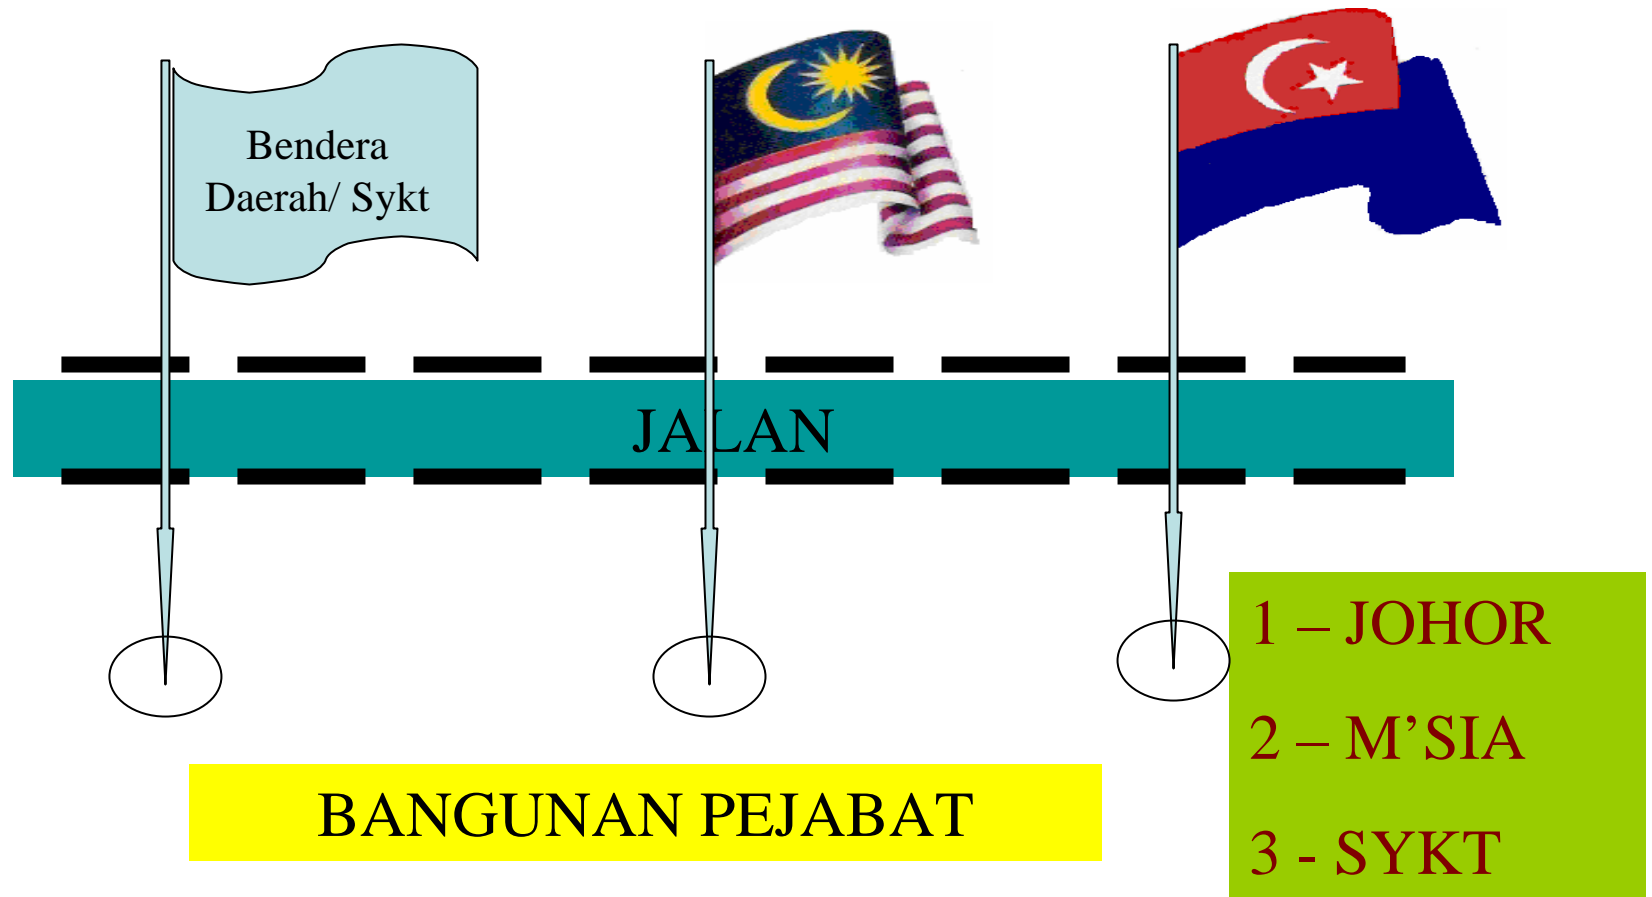 Bendera
Daerah/ Sykt
JALAN
BANGUNAN PEJABAT
1 – JOHOR
2 – M’SIA
3 - SYKT